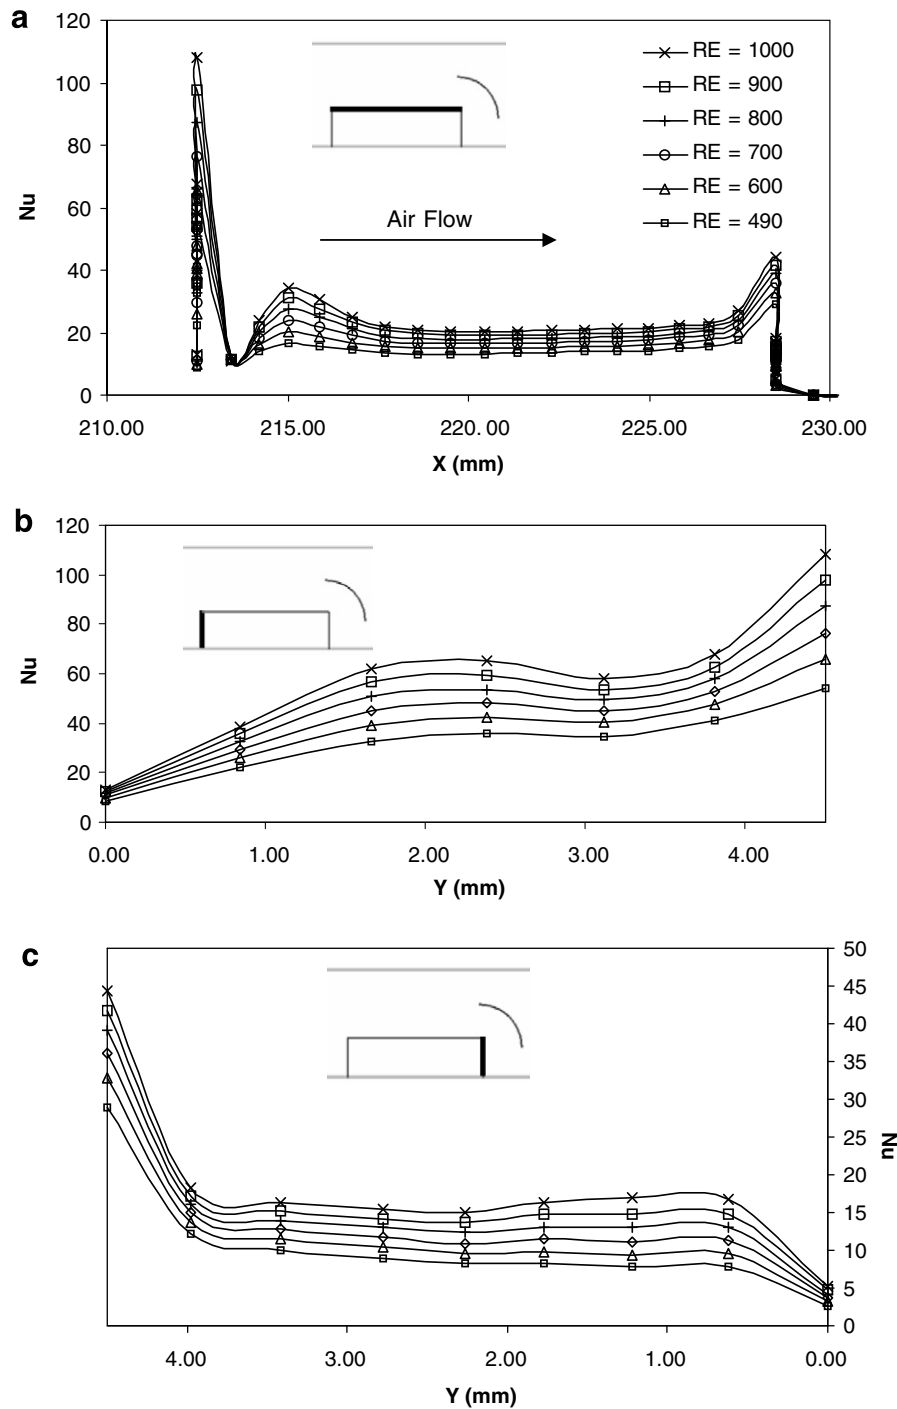 a
120
100
80
60
40
20
0
Nu
RE = 1000
RE = 900
RE = 800
RE = 700
RE = 600
RE = 490
Air Flow
210.00 215.00 220.00 225.00 230.00
X (mm)
b
120
100
80
60
40
20
0
Nu
0.00 1.00 2.00 3.00 4.00
Y (mm)
c
50
45
40
35
30
25
20
15
10
5
0
Nu
4.00 3.00 2.00 1.00 0.00
Y (mm)